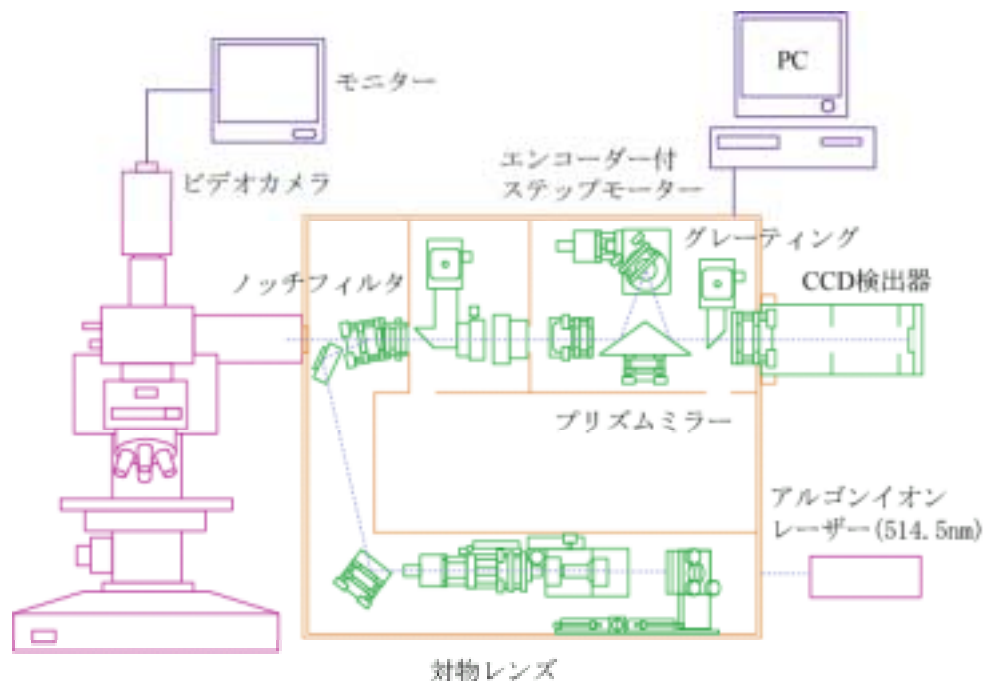 PC
モニター
エンコーダー付
ステップモーター
ビデオカメラ
グレーティング
ノッチフィルタ
CCD検出器
プリズムミラー
アルゴンイオン
レーザー(514.5nm)
対物レンズ